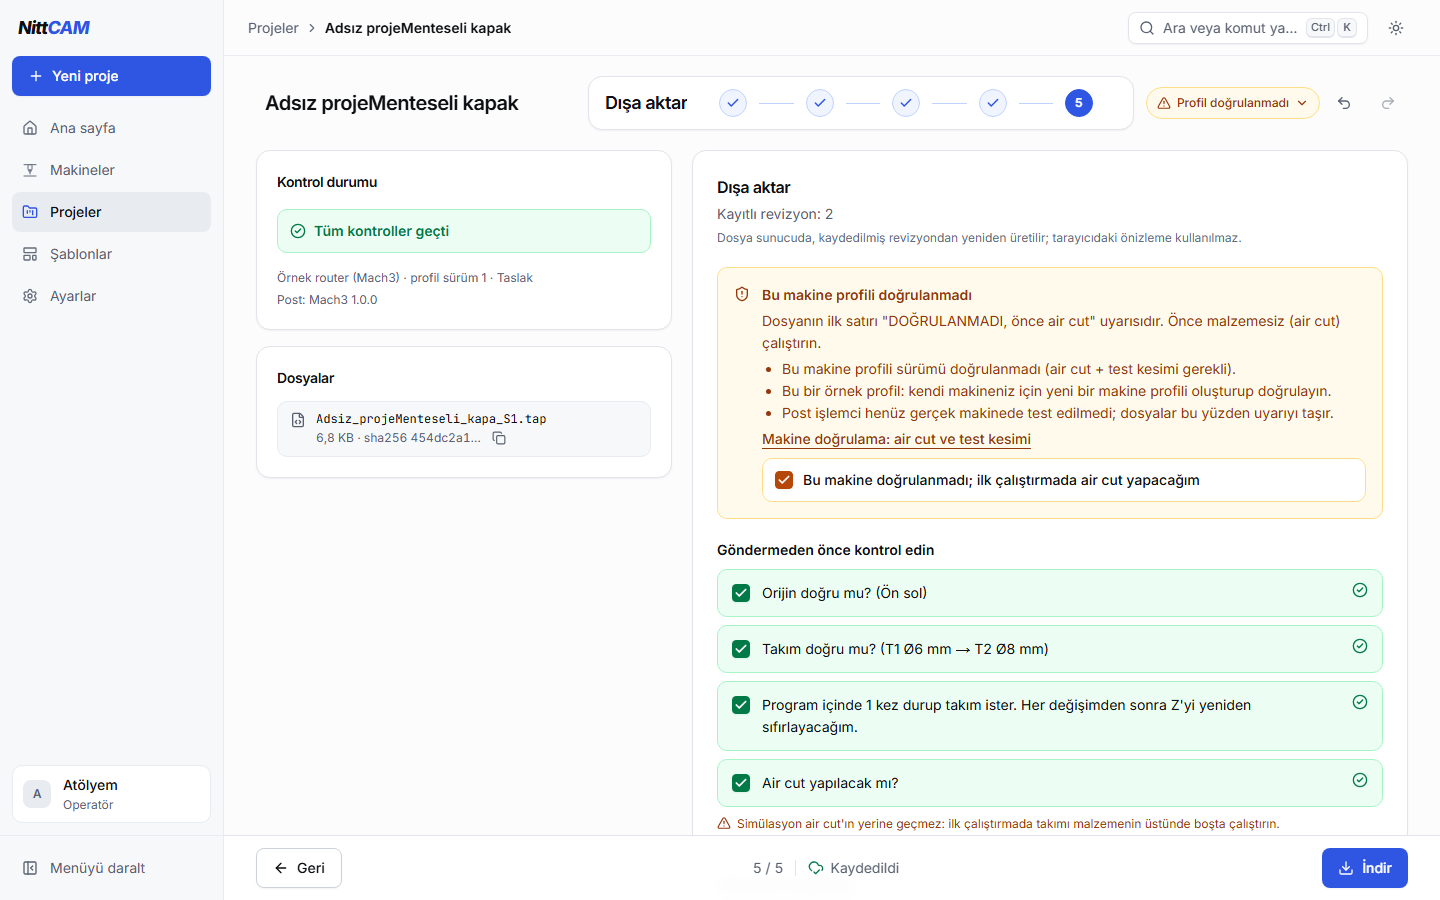 NittCAM
Yeni proje
Ana sayfa
Makineler
Projeler
Şablonlar
Ayarlar
A
Atölyem
Operatör
Menüyü daralt
Projeler > Adsız projeMenteseli kapak
Ara veya komut ya... Ctrl K
Adsız projeMenteseli kapak
Dışa aktar
5
Profil doğrulanmadı
Kontrol durumu
Tüm kontroller geçti
Örnek router (Mach3) · profil sürüm 1 · Taslak
Post: Mach3 1.0.0
Dosyalar
Adsiz_projeMenteseli_kapa_S1.tap
6,8 KB · sha256 454dc2a1...
Dışa aktar
Kayıtlı revizyon: 2
Dosya sunucuda, kaydedilmiş revizyondan yeniden üretilir; tarayıcıdaki önizleme kullanılmaz.
Bu makine profili doğrulanmadı
Dosyanın ilk satırı "DOĞRULANMADI, önce air cut" uyarısıdır. Önce malzemesiz (air cut)
çalıştırın.
• Bu makine profili sürümü doğrulanmadı (air cut + test kesimi gerekli).
• Bu bir örnek profil: kendi makineniz için yeni bir makine profili oluşturup doğrulayın.
• Post işlemci henüz gerçek makinede test edilmedi; dosyalar bu yüzden uyarıyı taşır.
Makine doğrulama: air cut ve test kesimi
Bu makine doğrulanmadı; ilk çalıştırmada air cut yapacağım
Göndermeden önce kontrol edin
Orijin doğru mu? (Ön sol)
Takım doğru mu? (T1 Ø6 mm → T2 Ø8 mm)
Program içinde 1 kez durup takım ister. Her değişimden sonra Z'yi yeniden
sıfırlayacağım.
Air cut yapılacak mı?
Simülasyon air cut'ın yerine geçmez: ilk çalıştırmada takımı malzemenin üstünde boşta çalıştırın.
Geri
5 / 5
Kaydedildi
İndir